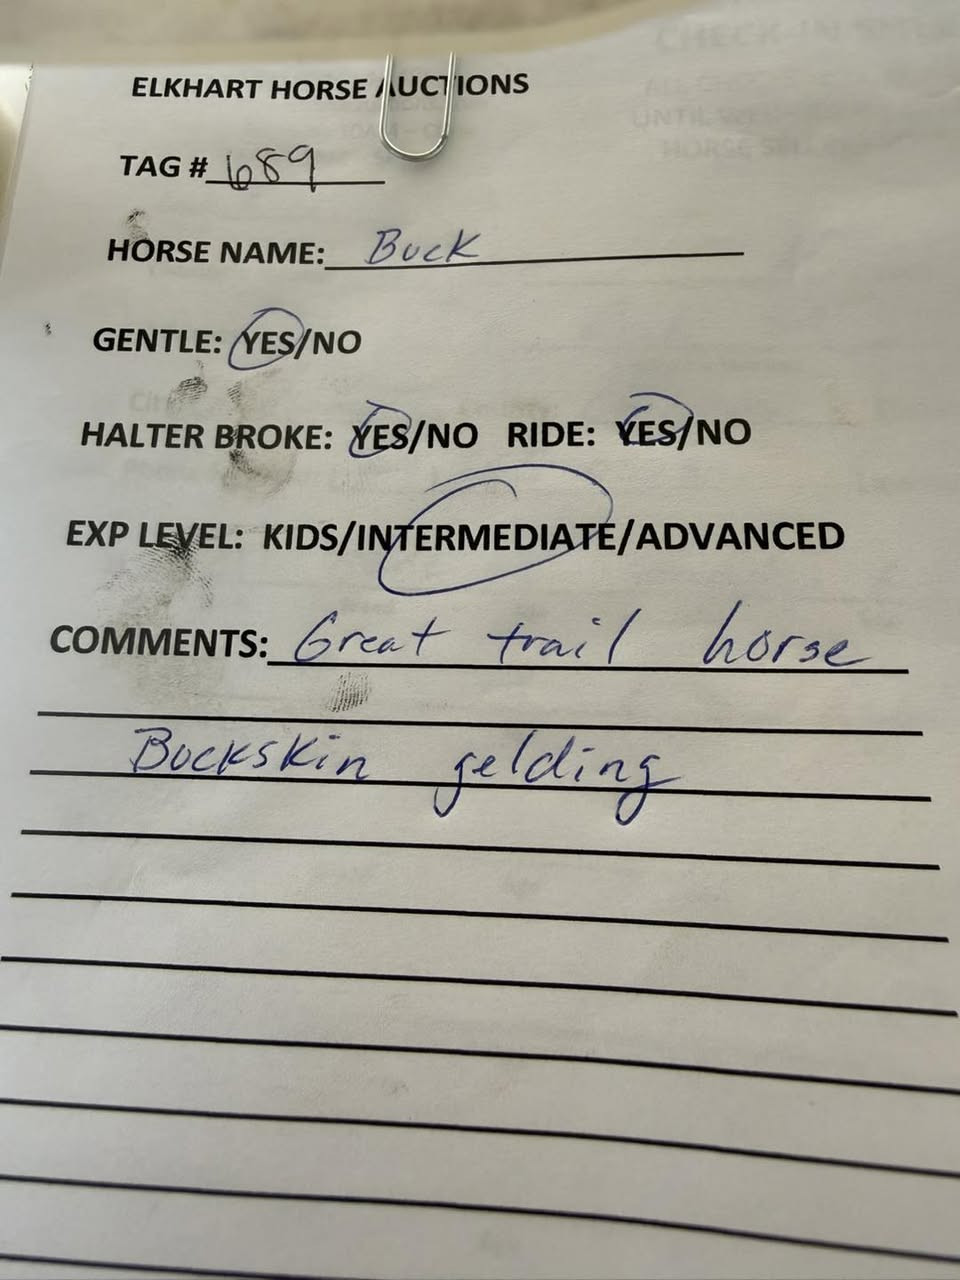 ELKHART HORSE AUCTIONS
TAG # 689
HORSE NAME: Buck
GENTLE: YES/NO
HALTER BROKE: YES/NO RIDE: YES/NO
EXP LEVEL: KIDS/INTERMEDIATE/ADVANCED
COMMENTS: Great trail horse
Buckskin gelding